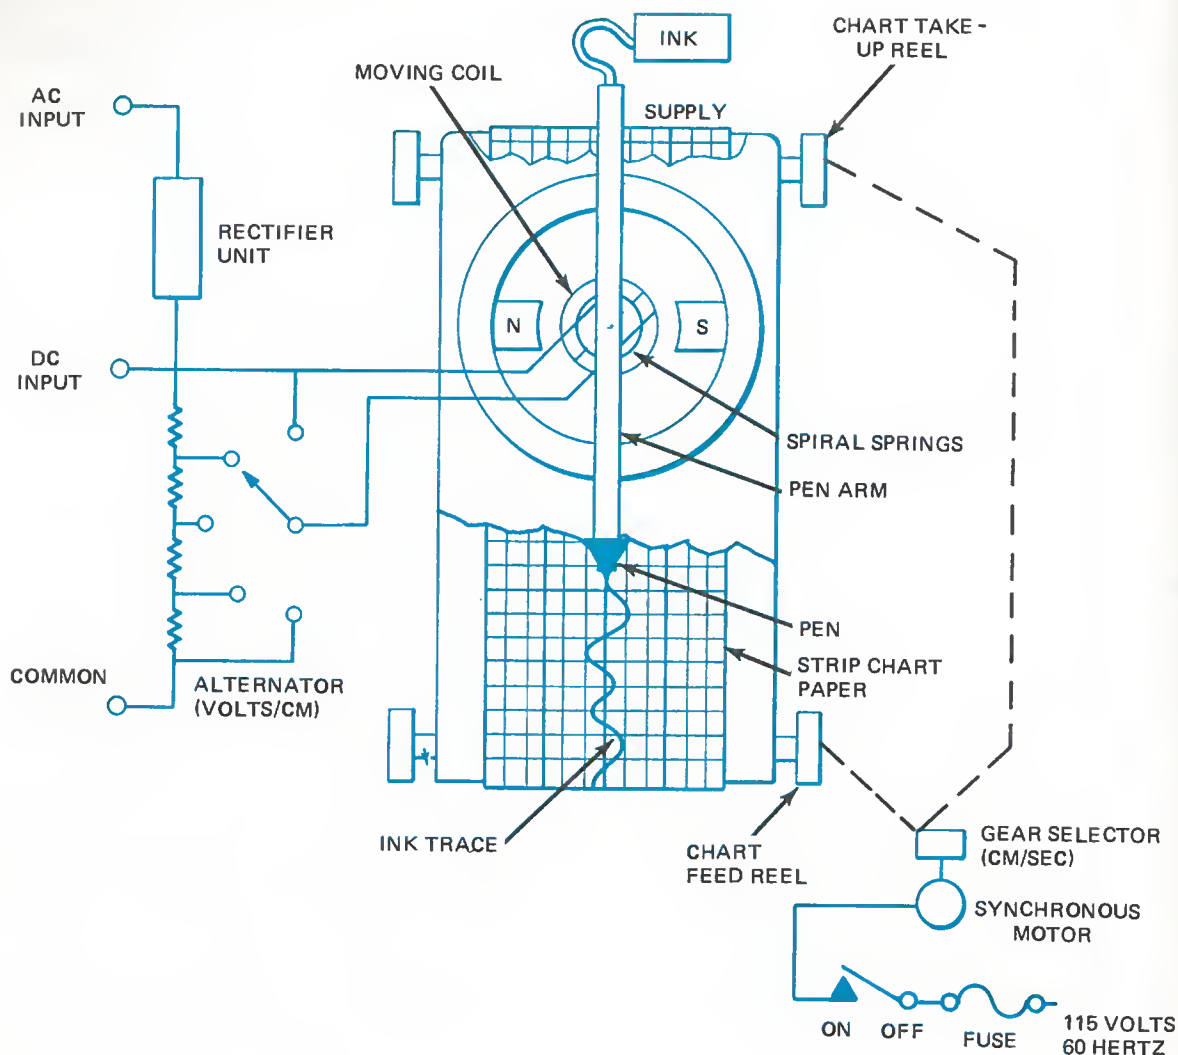 CHART TAKE-
UP REEL
INK
MOVING COIL
AC
INPUT
SUPPLY
RECTIFIER
UNIT
N
S
DC
INPUT
SPIRAL SPRINGS
PEN ARM
PEN
STRIP CHART
PAPER
COMMON
ALTERNATOR
(VOLTS/CM)
INK TRACE
CHART
FEED REEL
GEAR SELECTOR
(CM/SEC)
SYNCHRONOUS
MOTOR
ON
OFF
FUSE
115 VOLTS
60 HERTZ